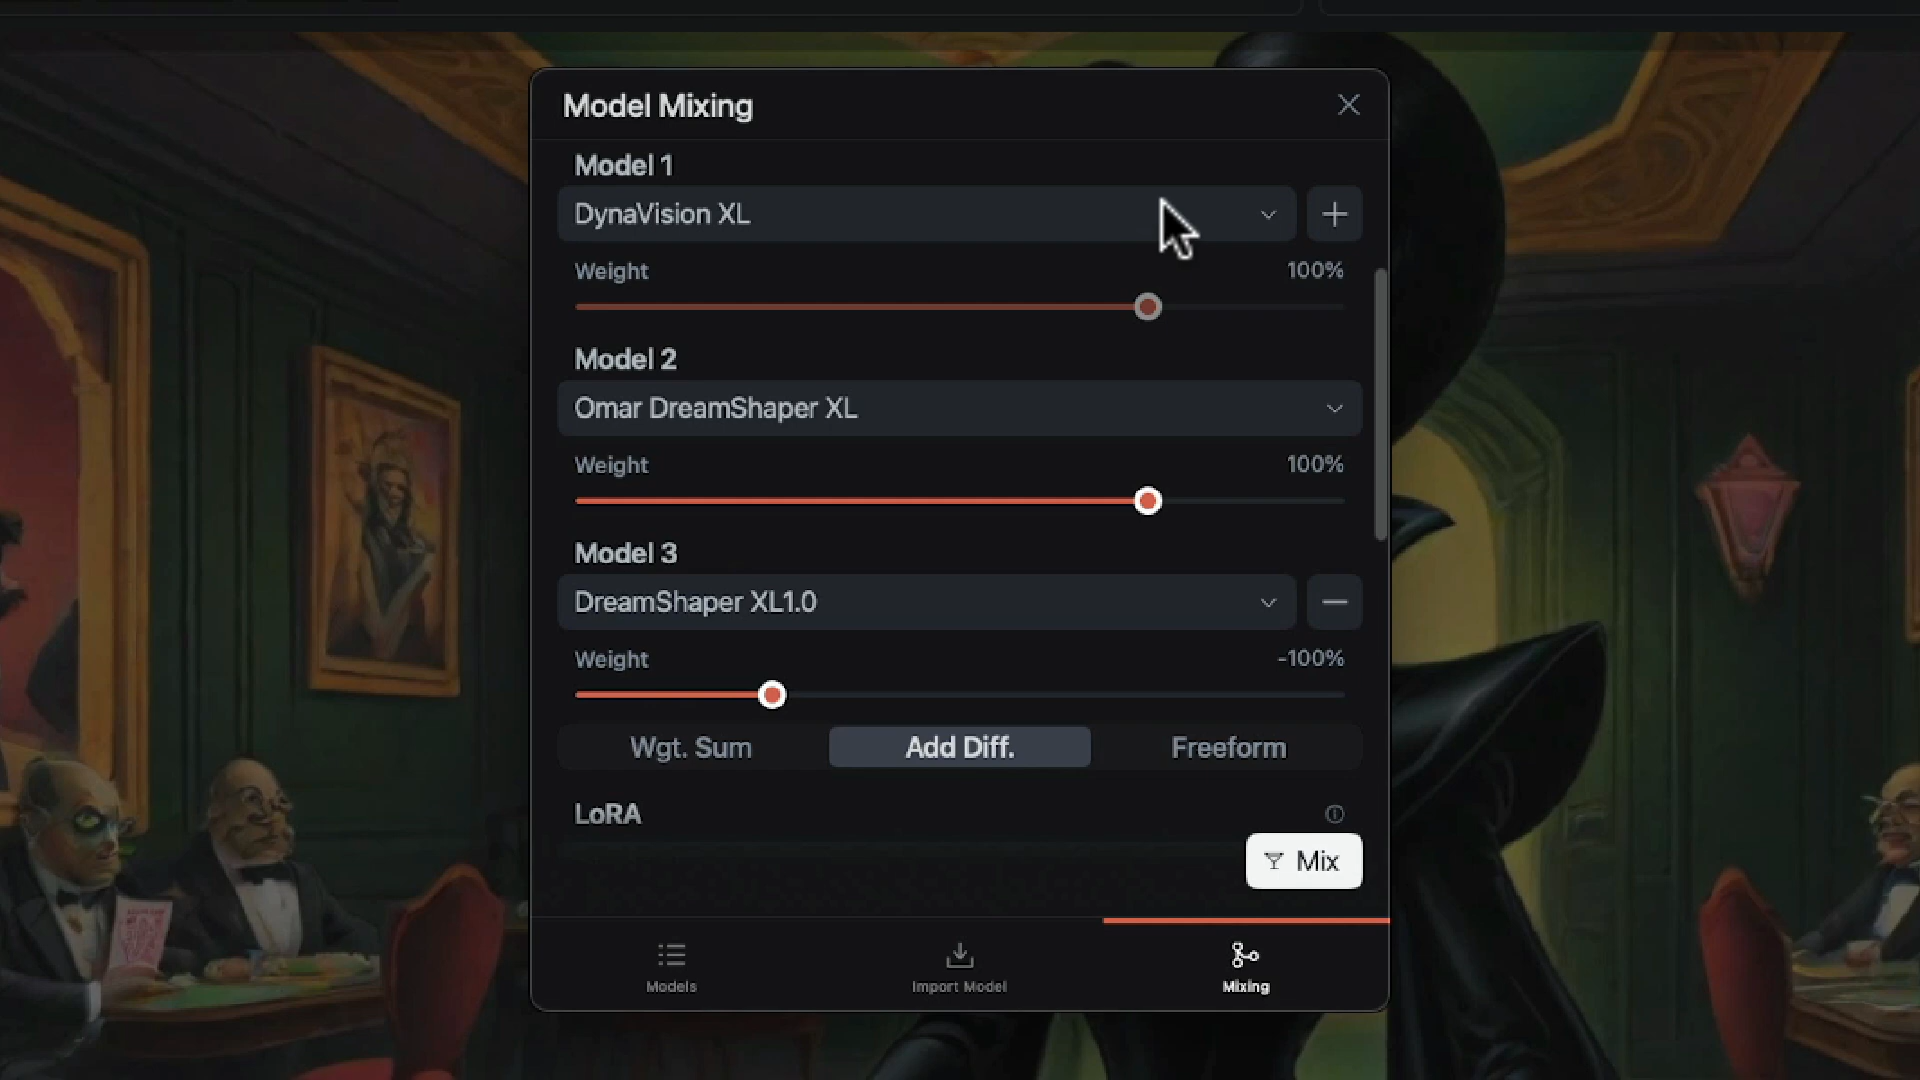 Model Mixing
Model 1
DynaVision XL
Weight 100%
Model 2
Omar DreamShaper XL
Weight 100%
Model 3
DreamShaper XL1.0
Weight -100%
Wgt. Sum Add Diff. Freeform
LoRA
Mix
Models Import Model Mixing